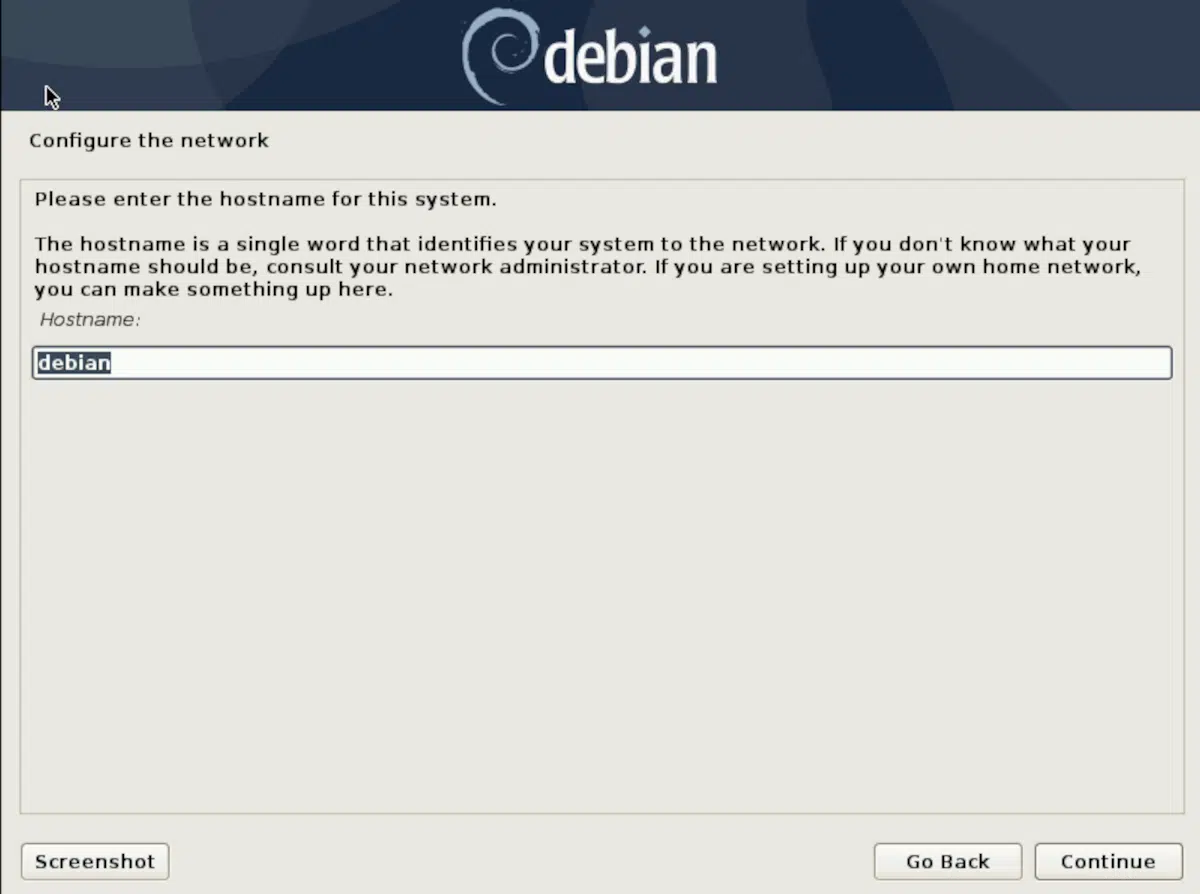 debian
Configure the network
Please enter the hostname for this system.
The hostname is a single word that identifies your system to the network. If you don't know what your
hostname should be, consult your network administrator. If you are setting up your own home network,
you can make something up here.
Hostname:
debian
Screenshot
Go Back
Continue